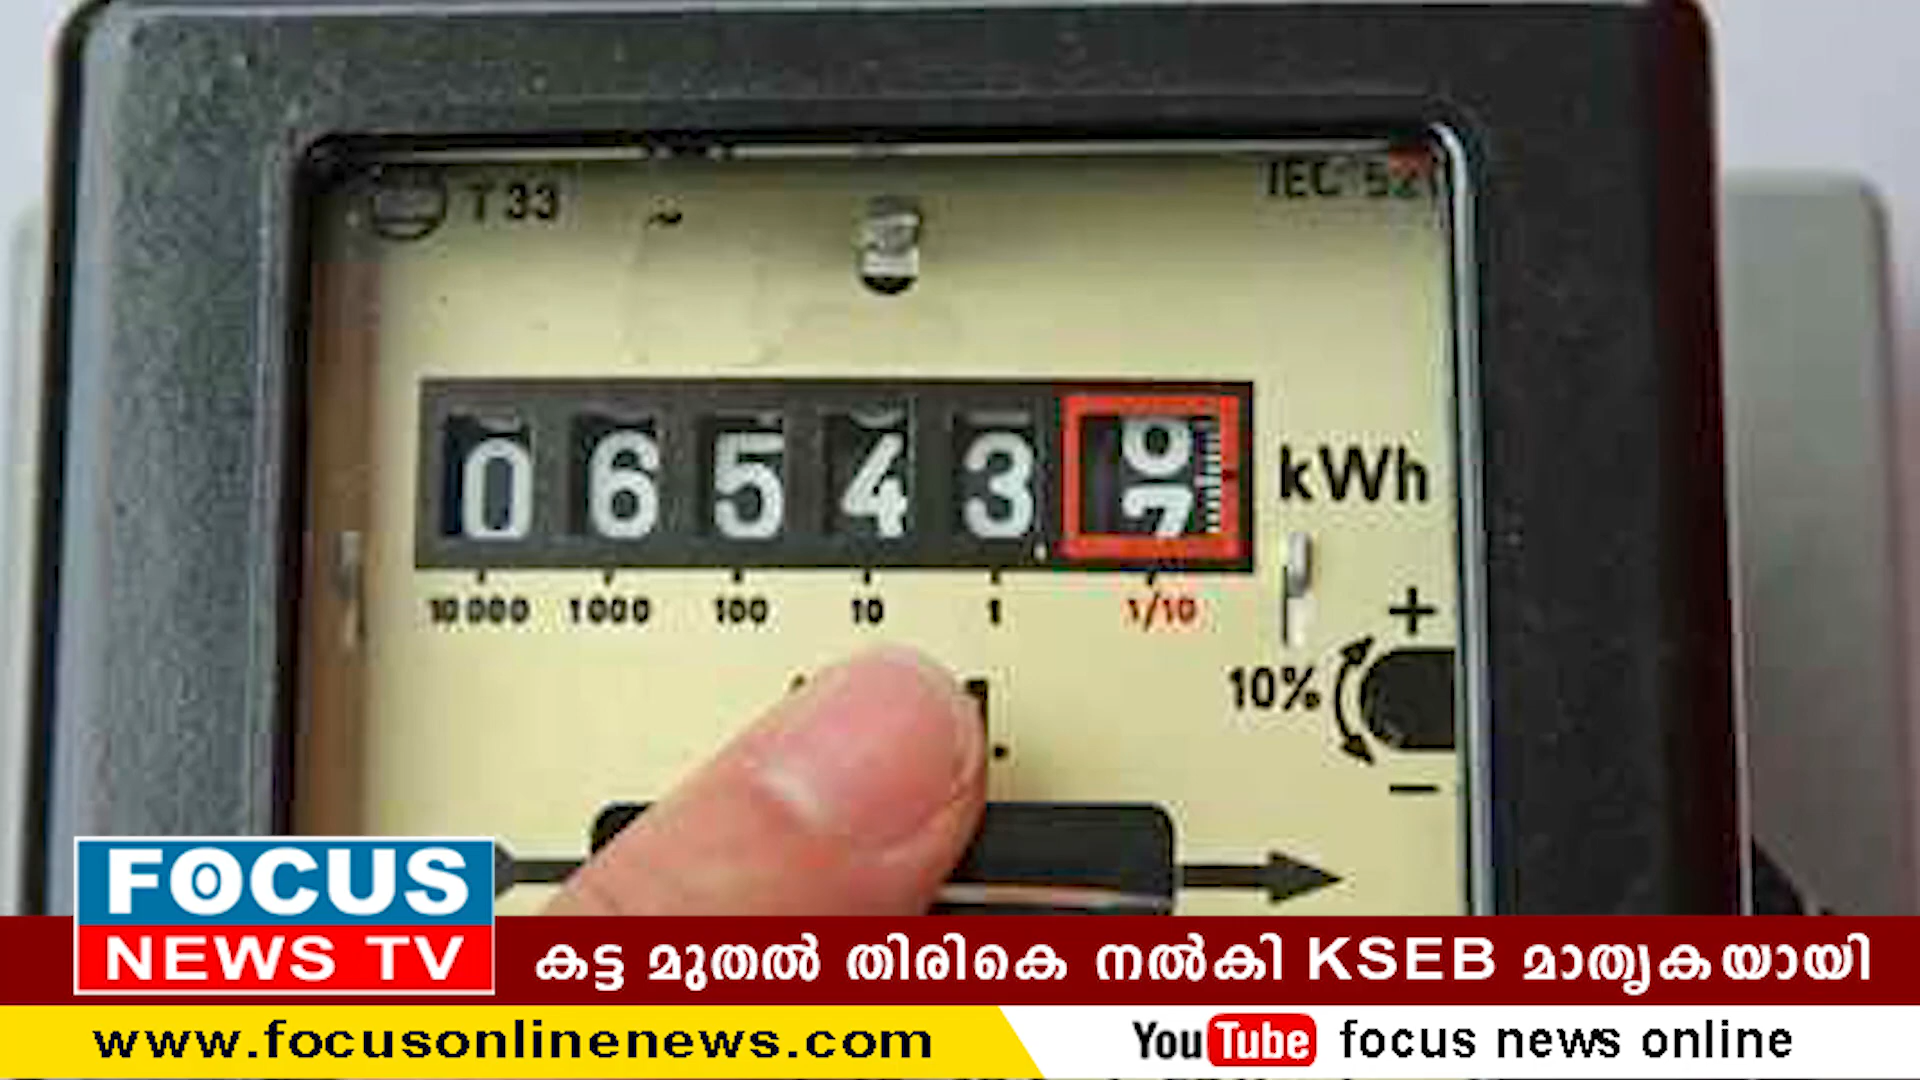 T33
IEC 521
0 6 5 4 3
kWh
10000 1000 100 10 1 1/10
+
10%
−
FOCUS
NEWS TV
കട്ട മുതൽ തിരികെ നൽകി KSEB മാതൃകയായി
www.focusonlinenews.com
YouTube focus news online